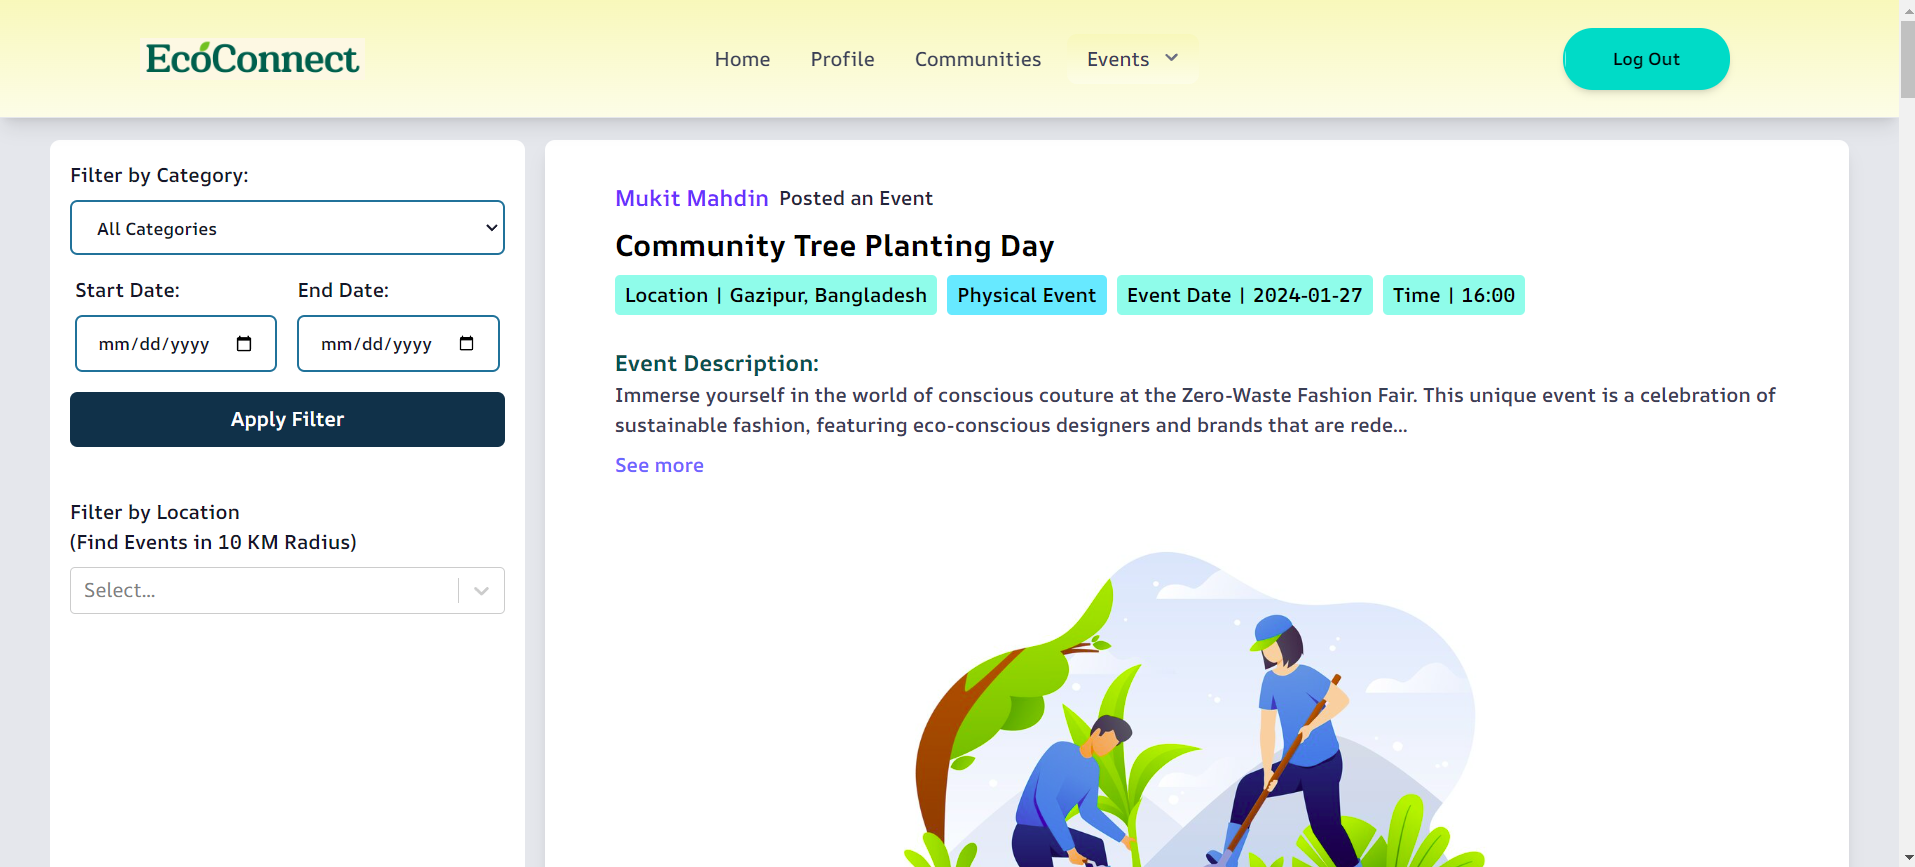 EcoConnect
Home Profile Communities Events
Log Out
Filter by Category:
All Categories
Start Date: End Date:
mm/dd/yyyy mm/dd/yyyy
Apply Filter
Filter by Location
(Find Events in 10 KM Radius)
Select...
Mukit Mahdin Posted an Event
Community Tree Planting Day
Location | Gazipur, Bangladesh Physical Event Event Date | 2024-01-27 Time | 16:00
Event Description:
Immerse yourself in the world of conscious couture at the Zero-Waste Fashion Fair. This unique event is a celebration of
sustainable fashion, featuring eco-conscious designers and brands that are rede...
See more